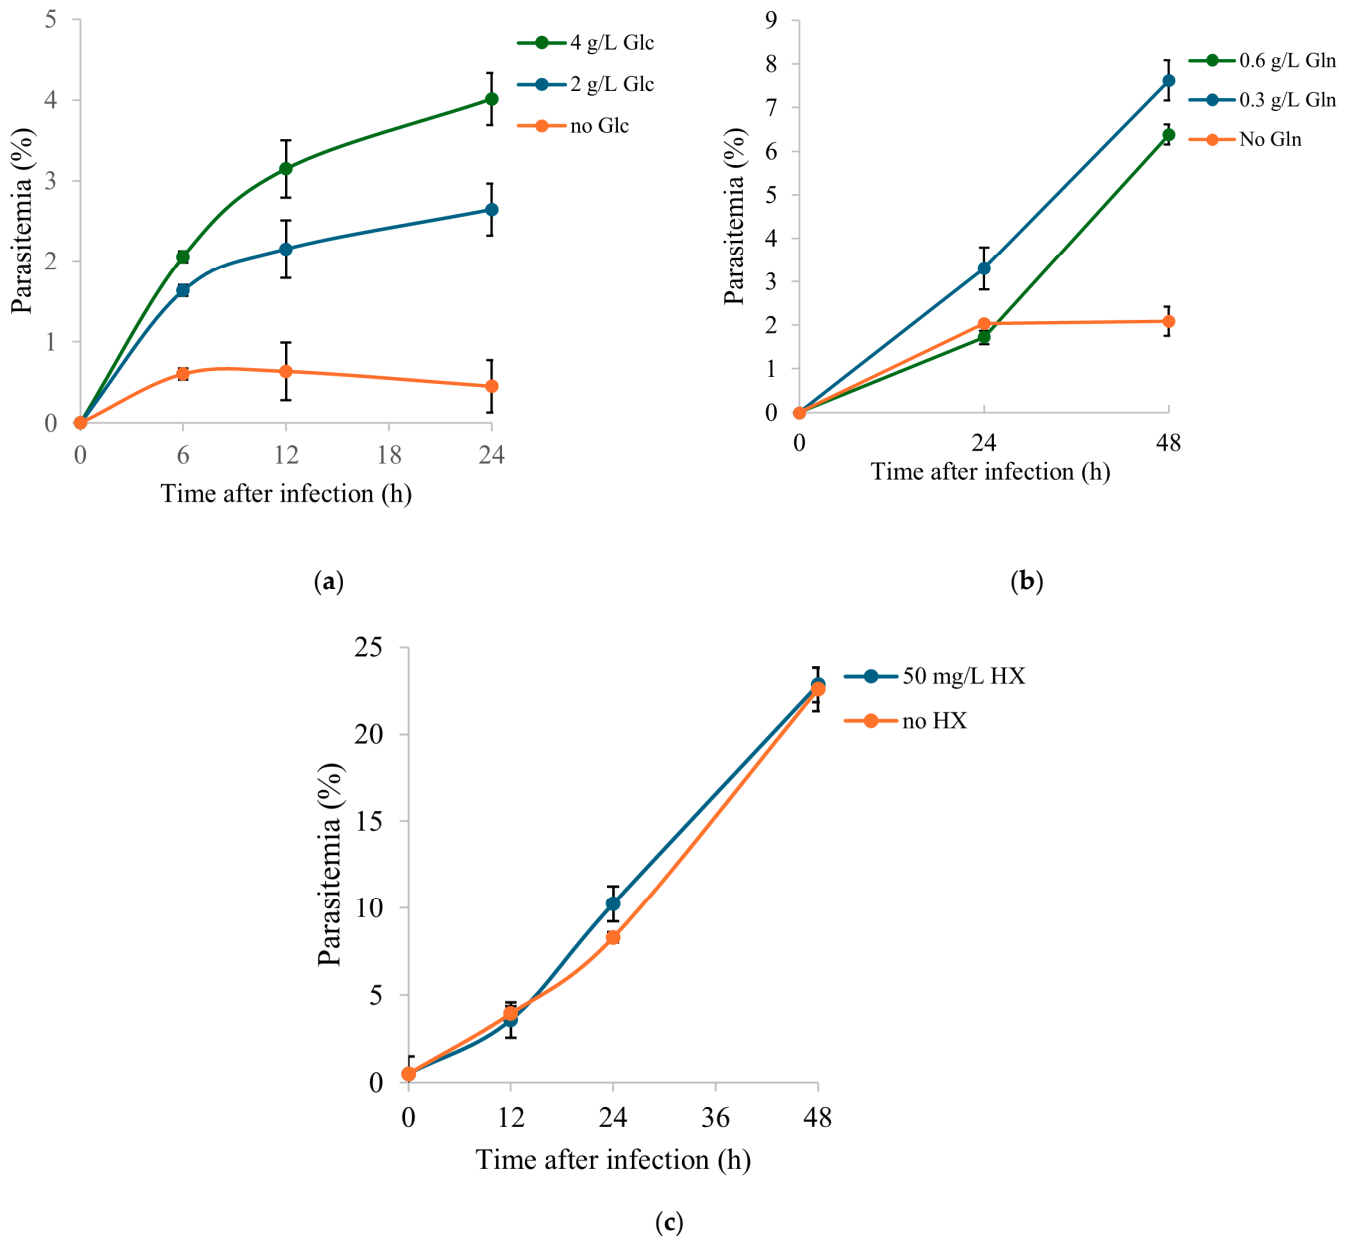 5
4
3
2
1
0
Parasitemia (%)
0 6 12 18 24
Time after infection (h)
4 g/L Glc
2 g/L Glc
no Glc
(a)
9
8
7
6
5
4
3
2
1
0
Parasitemia (%)
0 24 48
Time after infection (h)
0.6 g/L Gln
0.3 g/L Gln
No Gln
(b)
25
20
15
10
5
0
Parasitemia (%)
0 12 24 36 48
Time after infection (h)
50 mg/L HX
no HX
(c)